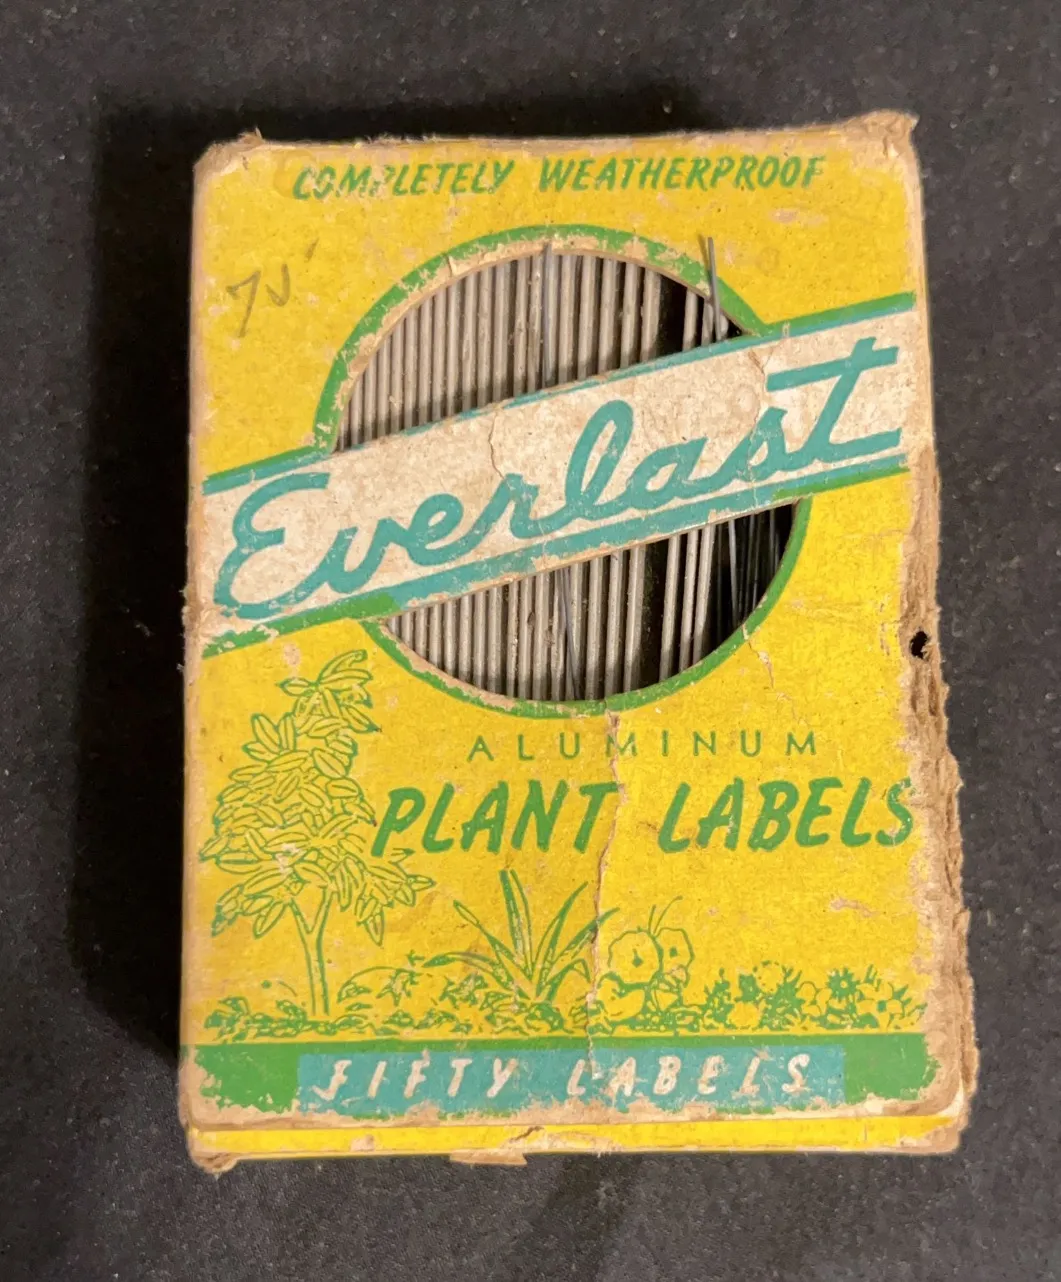 COMPLETELY WEATHERPROOF
Everlast
ALUMINUM
PLANT LABELS
FIFTY LABELS